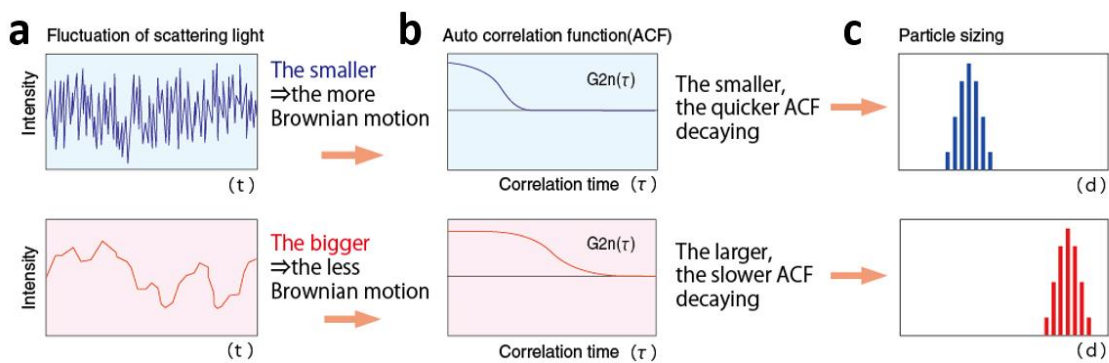 a Fluctuation of scattering light
b Auto correlation function(ACF)
c Particle sizing
Intensity
(t)
The smaller
⇒the more
Brownian motion
G2n(τ)
Correlation time (τ)
The smaller,
the quicker ACF
decaying
(d)
Intensity
(t)
The bigger
⇒the less
Brownian motion
G2n(τ)
Correlation time (τ)
The larger,
the slower ACF
decaying
(d)